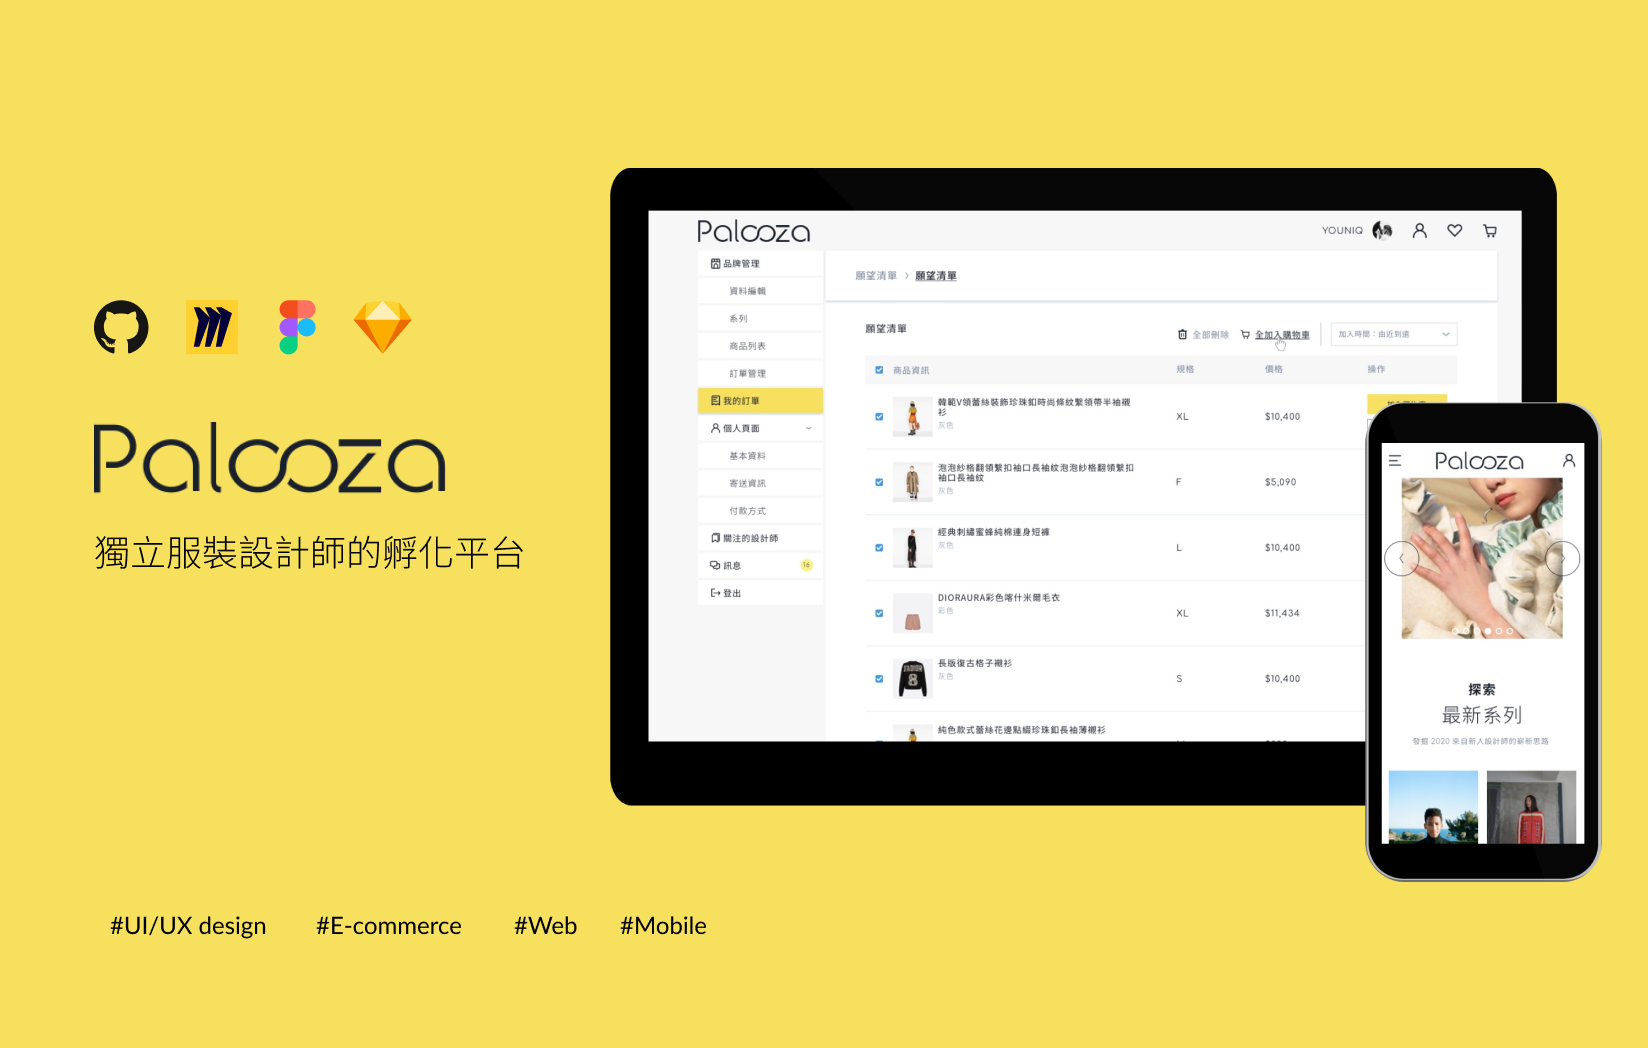 Palooza
獨立服裝設計師的孵化平台
#UI/UX design
#E-commerce
#Web
#Mobile
Palooza
YOUNIQ
品牌管理
資料編輯
系列
商品列表
訂單管理
我的訂單
個人頁面
基本資料
寄送資訊
付款方式
關注的設計師
訊息
16
登出
願望清單 > 願望清單
願望清單
全部刪除
全加入購物車
加入時間：由近到遠
商品資訊 規格 價格 操作
韓範V領蕾絲裝飾珍珠釦時尚條紋繫領帶半袖襯
衫
灰色
XL
$10,400
泡泡紗格翻領繫扣袖口長袖紋泡泡紗格翻領繫扣
袖口長袖紋
灰色
F
$5,090
經典刺繡蜜蜂純棉連身短褲
灰色
L
$10,400
DIORAURA彩色喀什米爾毛衣
彩色
XL
$11,434
長版復古格子襯衫
灰色
S
$10,400
純色款式蕾絲花邊點綴珍珠釦長袖薄襯衫
Palooza
探索
最新系列
發掘 2020 來自新人設計師的嶄新思路